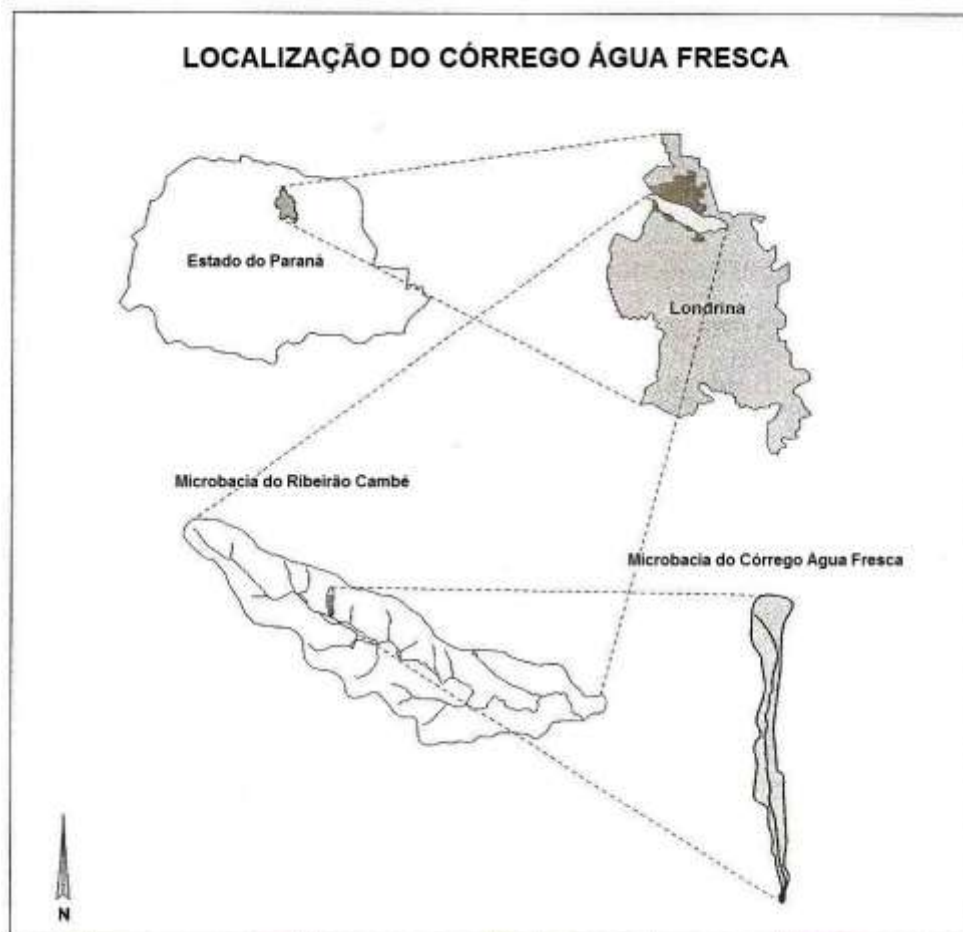 LOCALIZAÇÃO DO CÓRREGO ÁGUA FRESCA
Estado do Paraná
Londrina
Microbacia do Ribeirão Cambé
Microbacia do Córrego Água Fresca
N